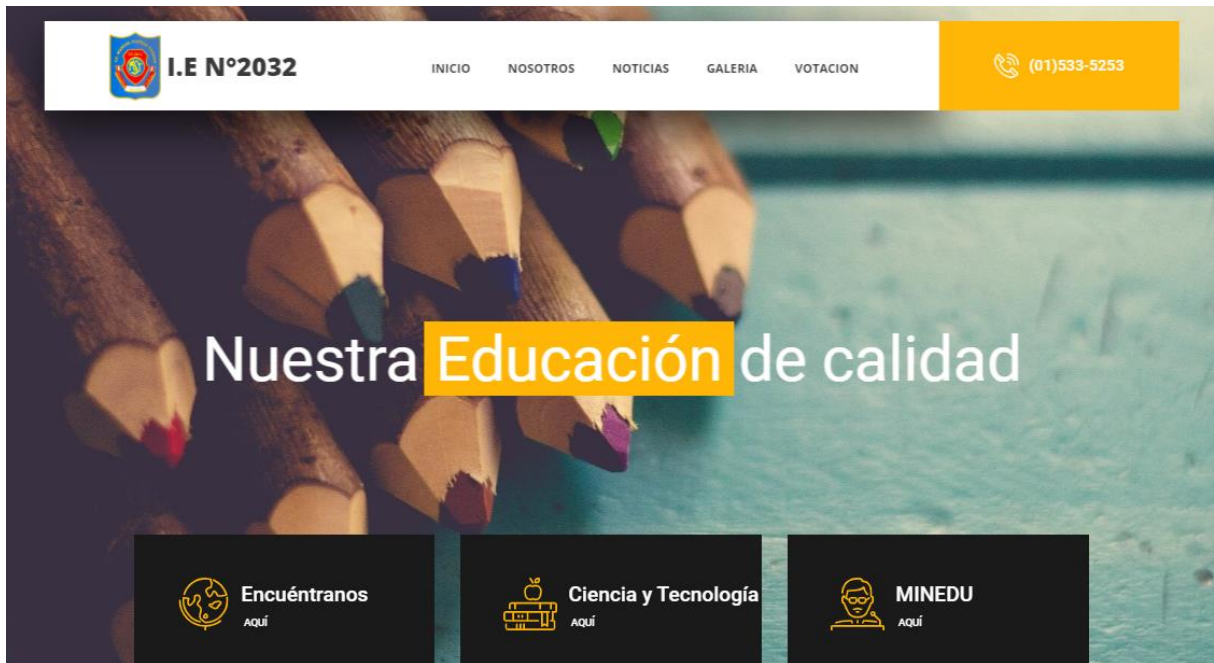 I.E N°2032
INICIO NOSOTROS NOTICIAS GALERIA VOTACION
(01)533-5253
Nuestra Educación de calidad
Encuéntranos
AQUÍ
Ciencia y Tecnología
AQUÍ
MINEDU
AQUÍ